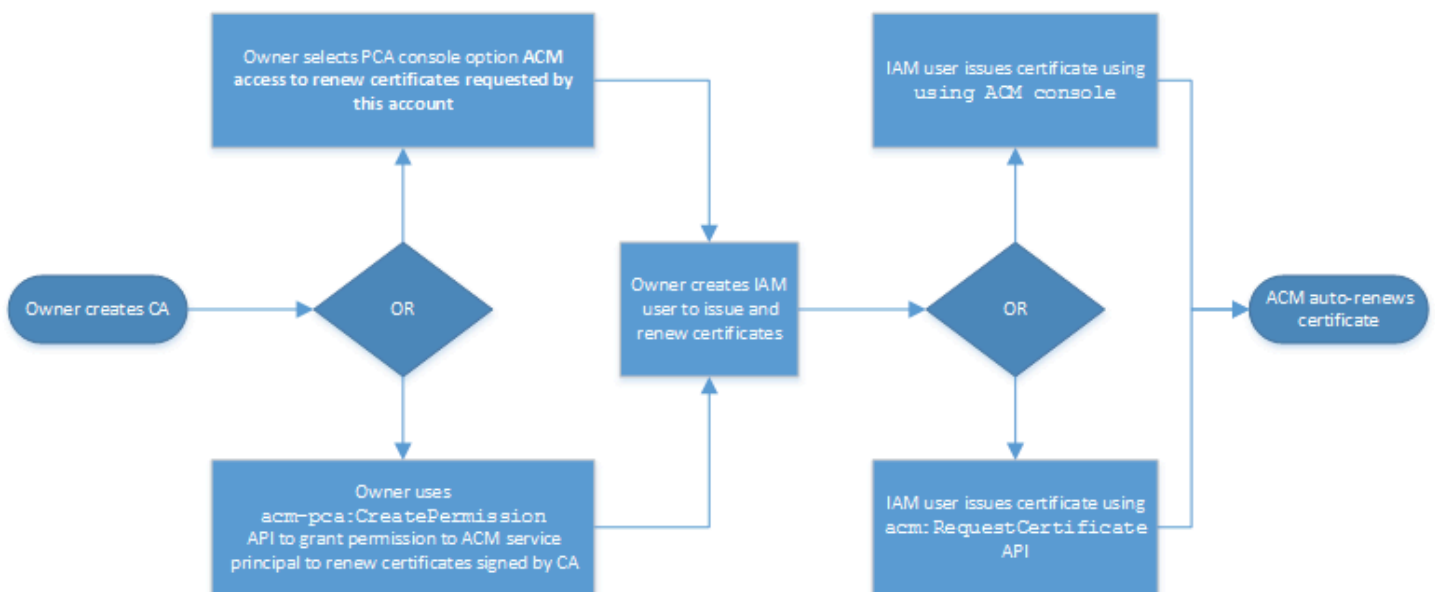 Owner creates CA
OR
Owner selects PCA console option ACM
access to renew certificates requested by
this account
Owner uses
acm-pca:CreatePermission
API to grant permission to ACM service
principal to renew certificates signed by CA
Owner creates IAM
user to issue and
renew certificates
OR
IAM user issues certificate using
using ACM console
IAM user issues certificate using
acm:RequestCertificate
API
ACM auto-renews
certificate